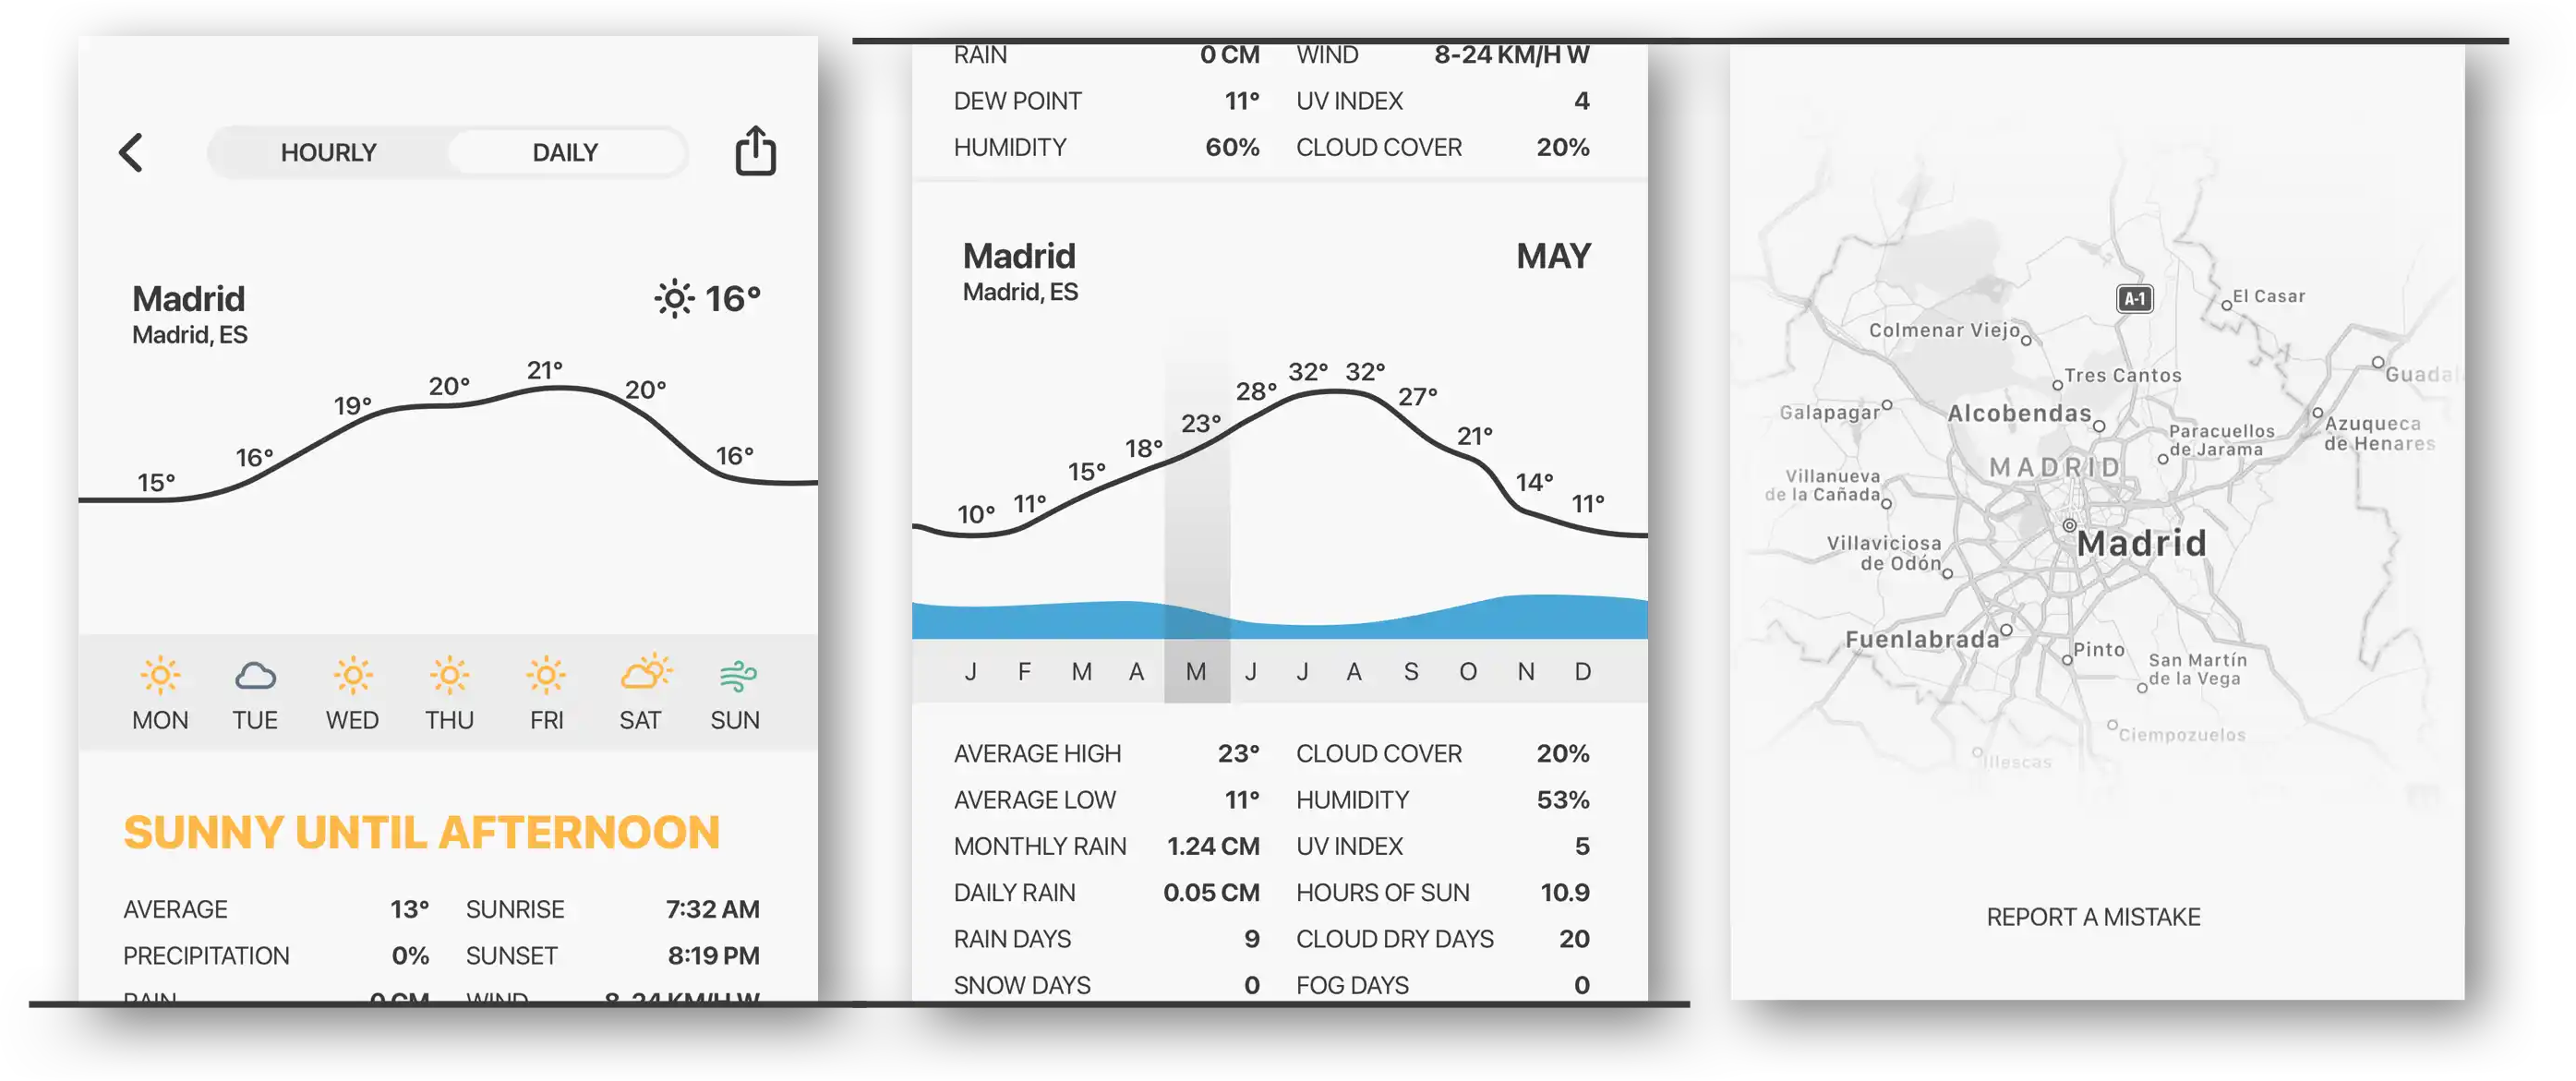 HOURLY DAILY
Madrid 16°
Madrid, ES
15° 16° 19° 20° 21° 20° 16°
MON TUE WED THU FRI SAT SUN
SUNNY UNTIL AFTERNOON
AVERAGE 13° SUNRISE 7:32 AM
PRECIPITATION 0% SUNSET 8:19 PM
RAIN 0 CM WIND 8-24 KM/H W
RAIN 0 CM WIND 8-24 KM/H W
DEW POINT 11° UV INDEX 4
HUMIDITY 60% CLOUD COVER 20%
Madrid MAY
Madrid, ES
10° 11° 15° 18° 23° 28° 32° 32° 27° 21° 14° 11°
J F M A M J J A S O N D
AVERAGE HIGH 23° CLOUD COVER 20%
AVERAGE LOW 11° HUMIDITY 53%
MONTHLY RAIN 1.24 CM UV INDEX 5
DAILY RAIN 0.05 CM HOURS OF SUN 10.9
RAIN DAYS 9 CLOUD DRY DAYS 20
SNOW DAYS 0 FOG DAYS 0
A-1
El Casar
Colmenar Viejo
Tres Cantos
Guadal
Galapagar
Alcobendas
Azuqueca
de Henares
Paracuellos
de Jarama
MADRID
Villanueva
de la Cañada
Madrid
Villaviciosa
de Odón
Fuenlabrada
Pinto
San Martín
de la Vega
Ciempozuelos
Illescas
REPORT A MISTAKE